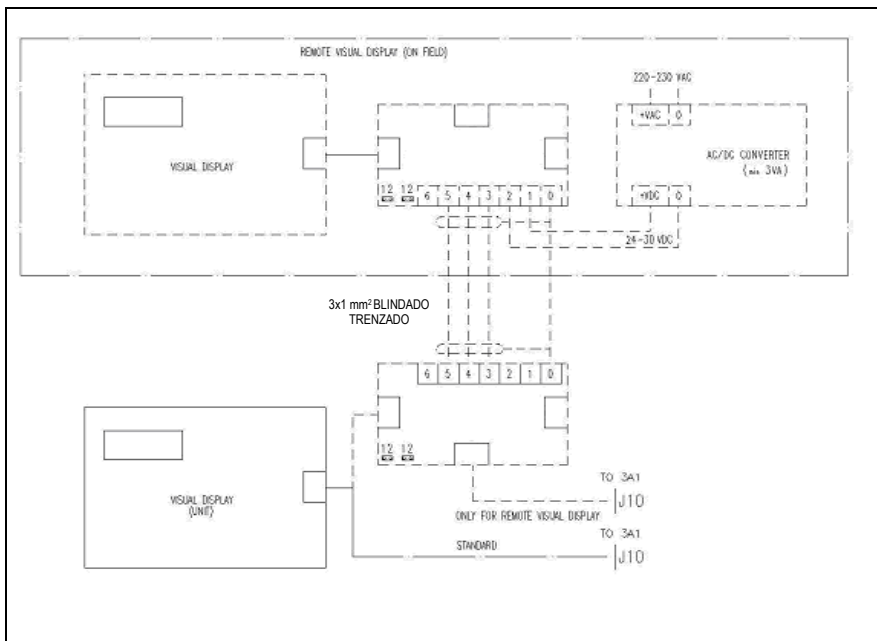 REMOTE VISUAL DISPLAY (ON FIELD)
220-230 VAC
+VAC 0
VISUAL DISPLAY
AC/DC CONVERTER
(min 3VA)
12 12 6 5 4 3 2 1 0
+VDC 0
24-30 VDC
3x1 mm² BLINDADO
TRENZADO
6 5 4 3 2 1 0
12 12
VISUAL DISPLAY
(UNIT)
TO 3A1
J10
ONLY FOR REMOTE VISUAL DISPLAY
TO 3A1
STANDARD
J10